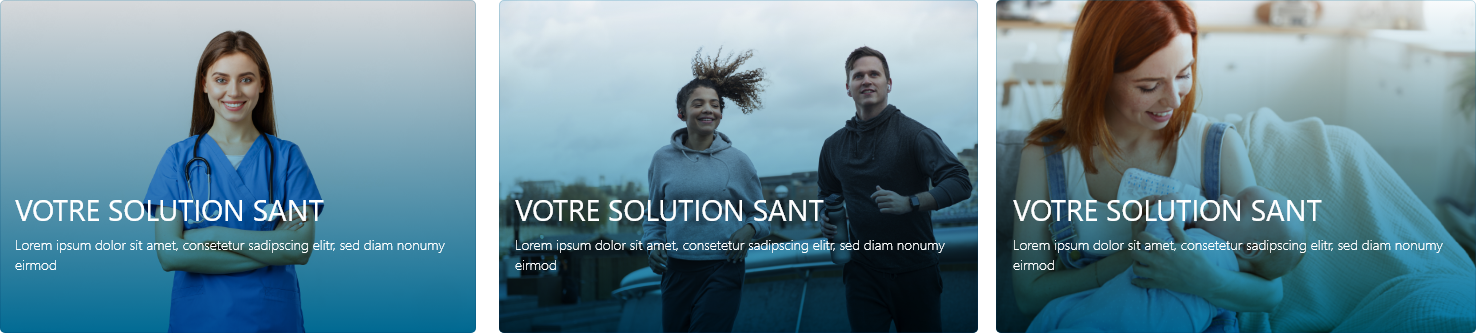 VOTRE SOLUTION SANT
Lorem ipsum dolor sit amet, consetetur sadipscing elitr, sed diam nonumy
eirmod
VOTRE SOLUTION SANT
Lorem ipsum dolor sit amet, consetetur sadipscing elitr, sed diam nonumy
eirmod
VOTRE SOLUTION SANT
Lorem ipsum dolor sit amet, consetetur sadipscing elitr, sed diam nonumy
eirmod